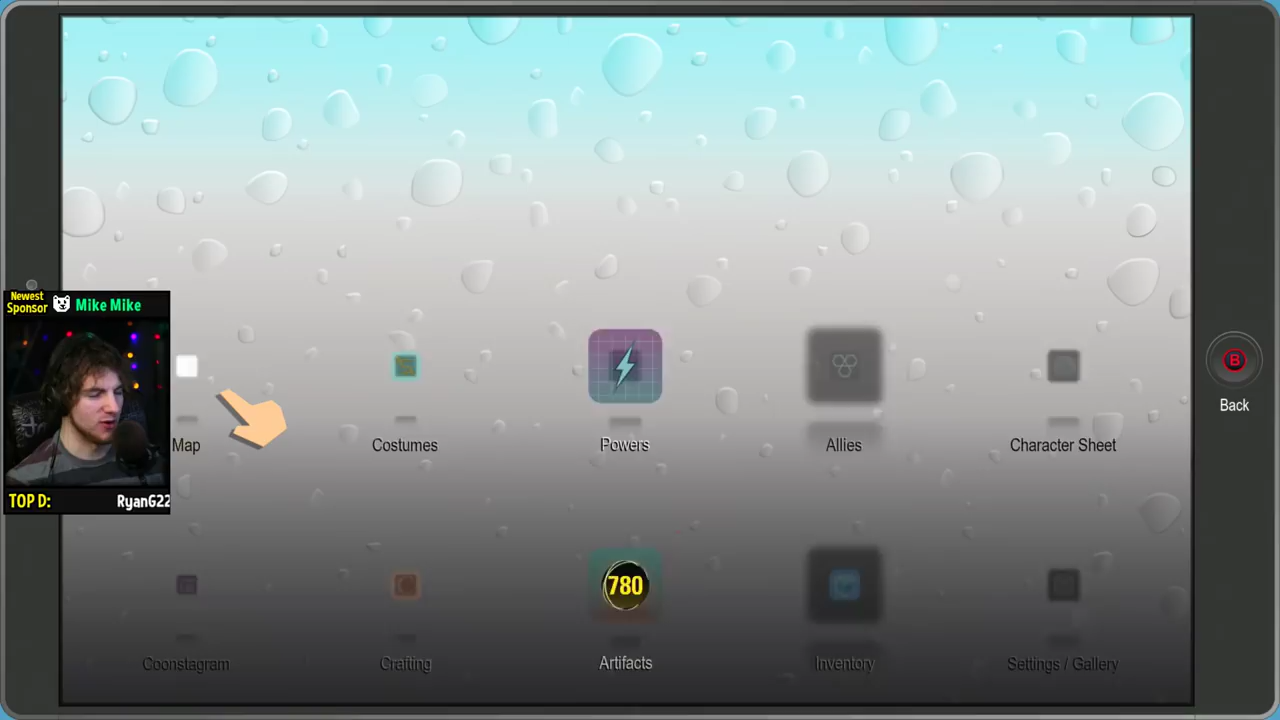 Newest
Sponsor
Mike Mike
B
Back
Map
Costumes
Powers
Allies
Character Sheet
TOP D:
RyanG22
780
Coonstagram
Crafting
Artifacts
Inventory
Settings / Gallery